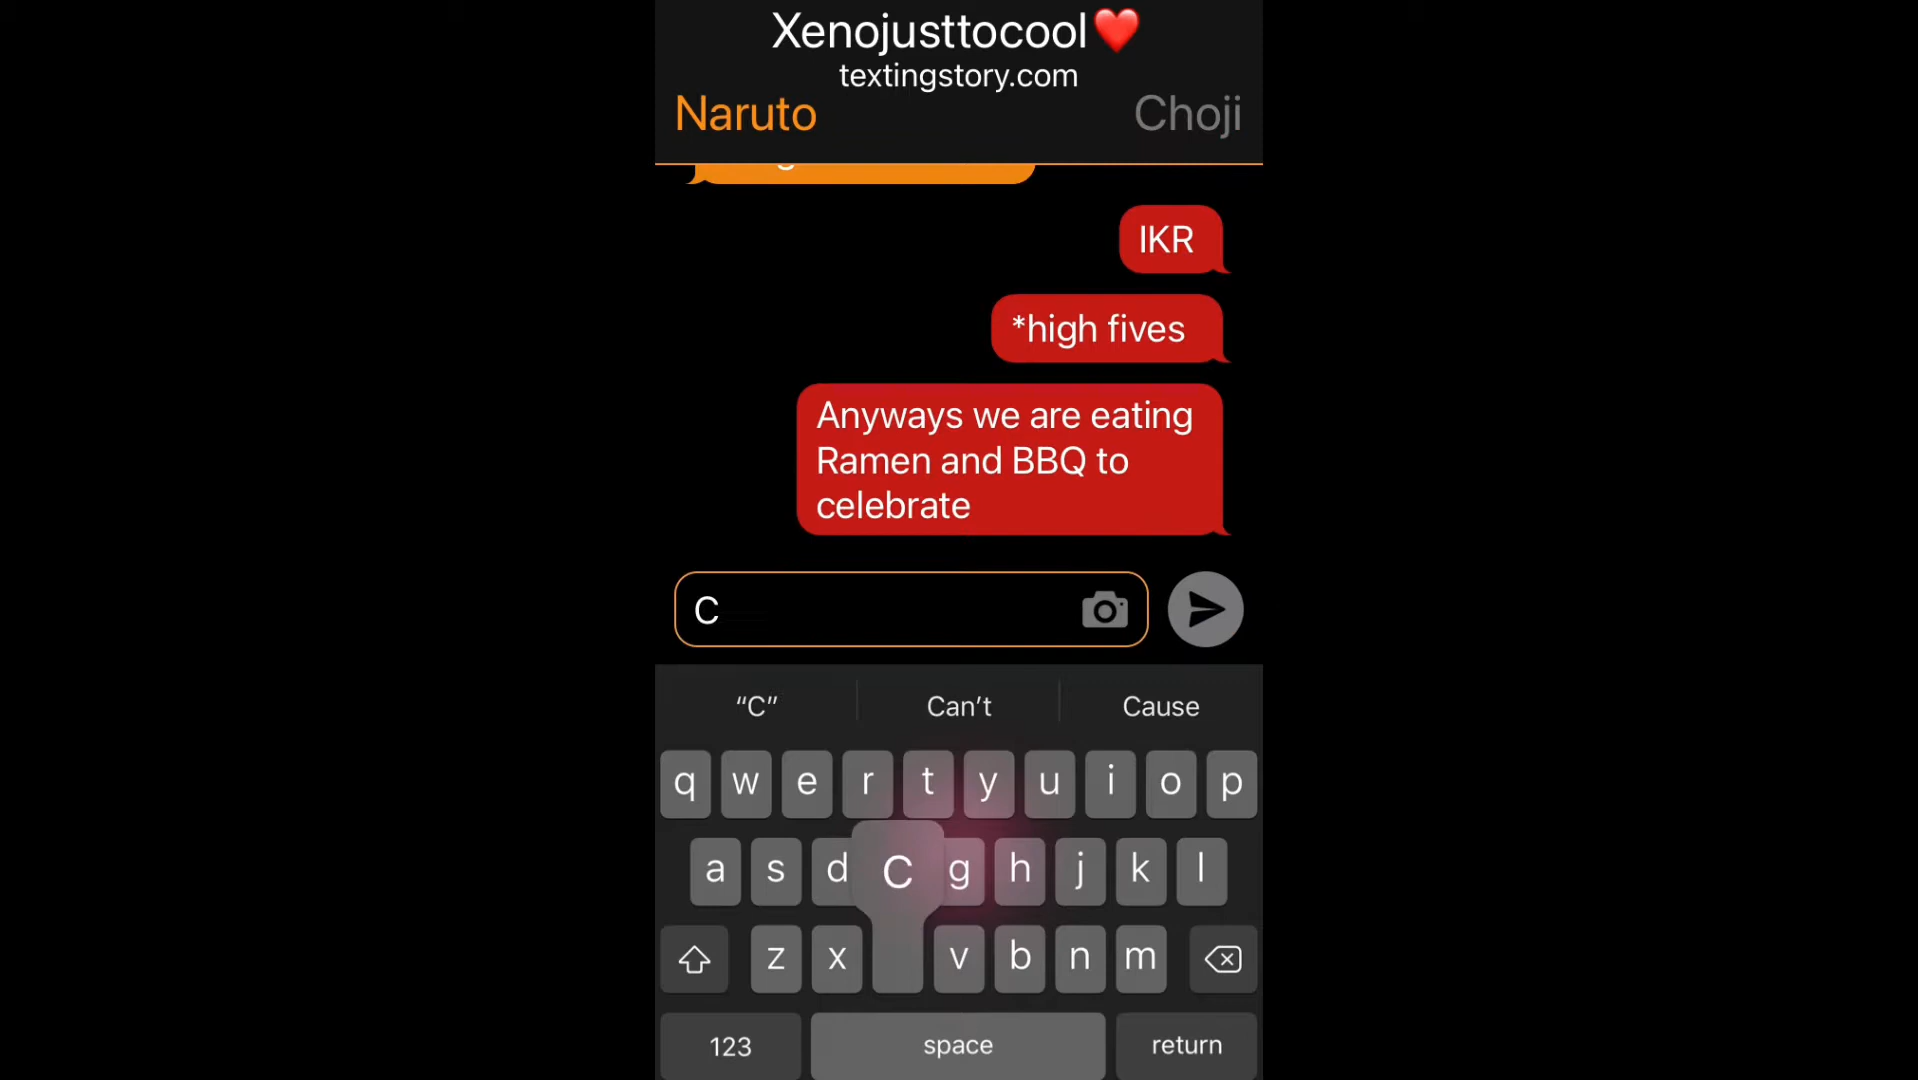 Xenojusttocool❤️
textingstory.com
Naruto
Choji
IKR
*high fives
Anyways we are eating
Ramen and BBQ to
celebrate
C
“C”
Can’t
Cause
q w e r t y u i o p
a s d C g h j k l
z x v b n m
123 space return